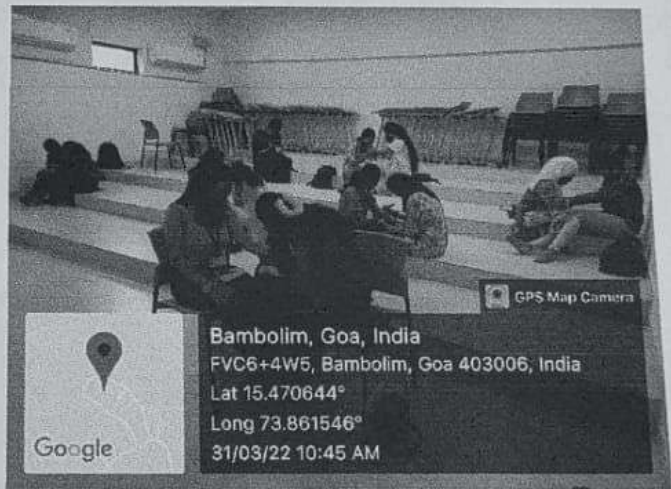 GPS Map Camera
Bambolim, Goa, India
FVC6+4W5, Bambolim, Goa 403006, India
Lat 15.470644°
Long 73.861546°
31/03/22 10:45 AM
Google